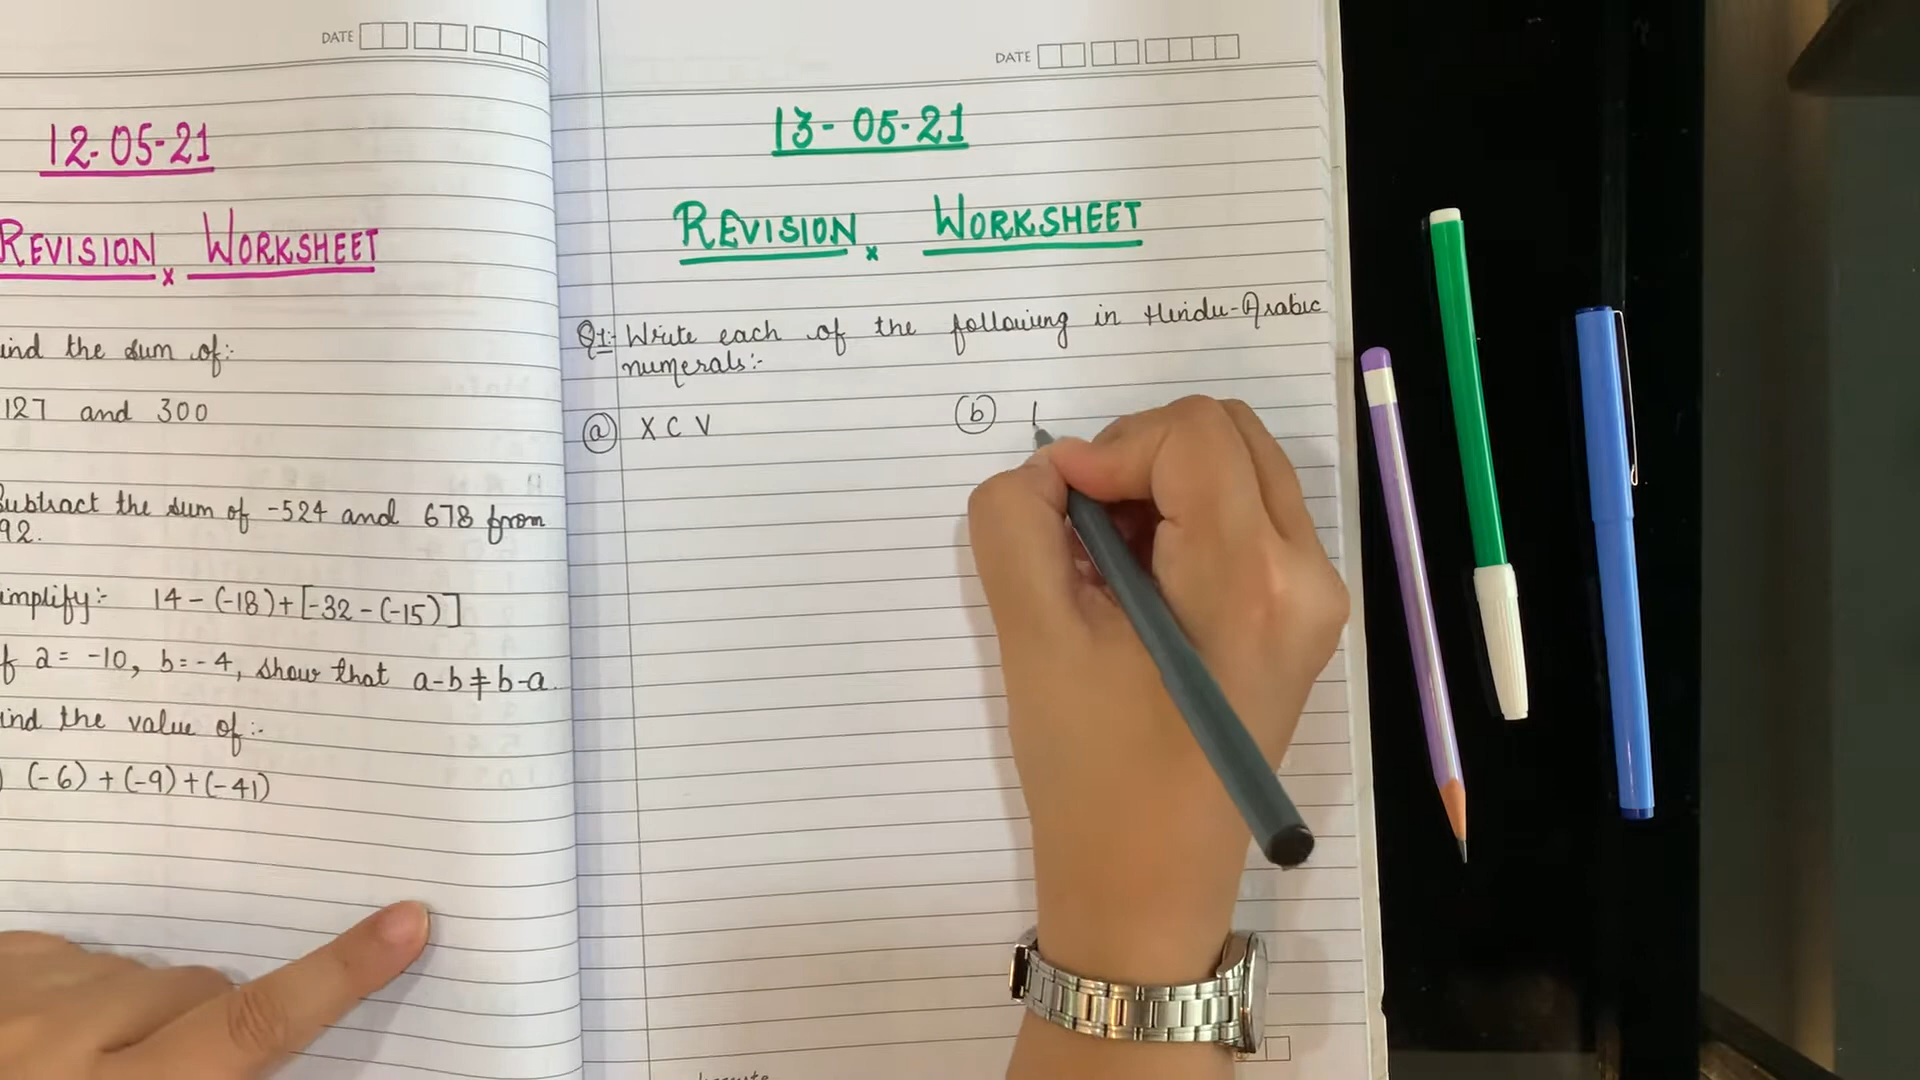 DATE
12-05-21
REVISION x WORKSHEET
ind the sum of:-
127 and 300
Subtract the sum of -524 and 678 from
92.
implify:- 14-(-18)+[-32-(-15)]
f a = -10, b = -4, show that a-b≠b-a.
ind the value of:-
) (-6)+(-9)+(-41)
DATE
13-05-21
REVISION x WORKSHEET
Q1:- Write each of the following in Hindu-Arabic
numerals:-
(a) X C V
(b)